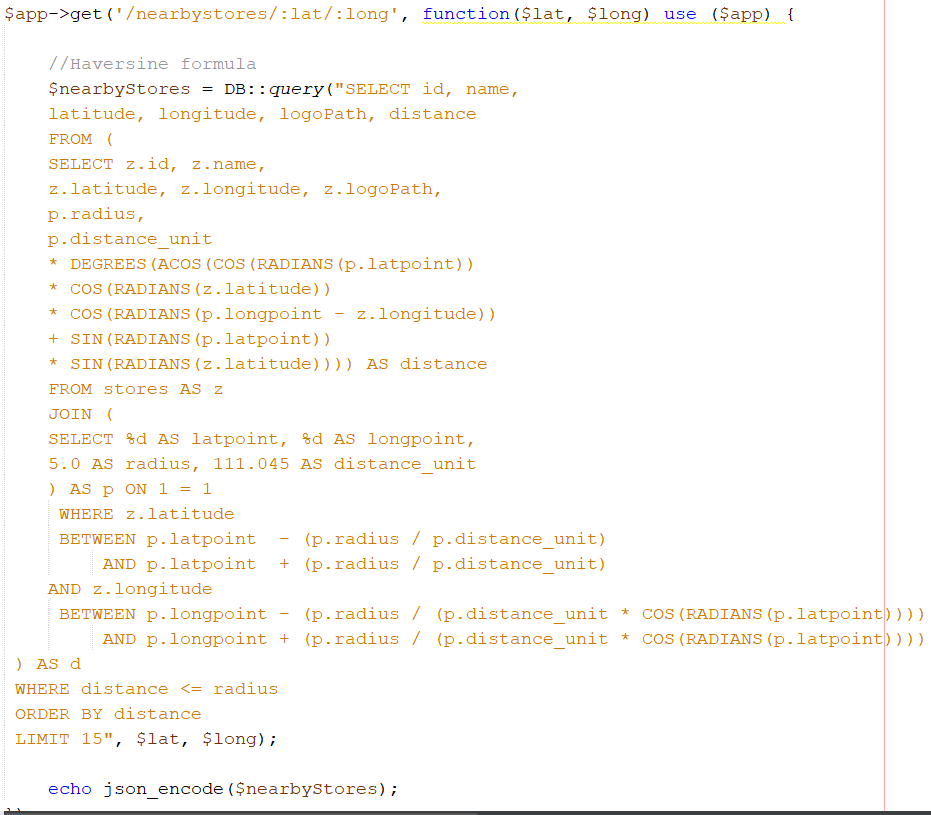 $app->get('/nearbystores/:lat/:long', function($lat, $long) use ($app) {
//Haversine formula
$nearbyStores = DB::query("SELECT id, name,
latitude, longitude, logoPath, distance
FROM (
SELECT z.id, z.name,
z.latitude, z.longitude, z.logoPath,
p.radius,
p.distance_unit
* DEGREES(ACOS(COS(RADIANS(p.latpoint))
* COS(RADIANS(z.latitude))
* COS(RADIANS(p.longpoint - z.longitude))
+ SIN(RADIANS(p.latpoint))
* SIN(RADIANS(z.latitude)))) AS distance
FROM stores AS z
JOIN (
SELECT %d AS latpoint, %d AS longpoint,
5.0 AS radius, 111.045 AS distance_unit
) AS p ON 1 = 1
WHERE z.latitude
BETWEEN p.latpoint  - (p.radius / p.distance_unit)
AND p.latpoint  + (p.radius / p.distance_unit)
AND z.longitude
BETWEEN p.longpoint - (p.radius / (p.distance_unit * COS(RADIANS(p.latpoint))))
AND p.longpoint + (p.radius / (p.distance_unit * COS(RADIANS(p.latpoint))))
) AS d
WHERE distance <= radius
ORDER BY distance
LIMIT 15", $lat, $long);
echo json_encode($nearbyStores);